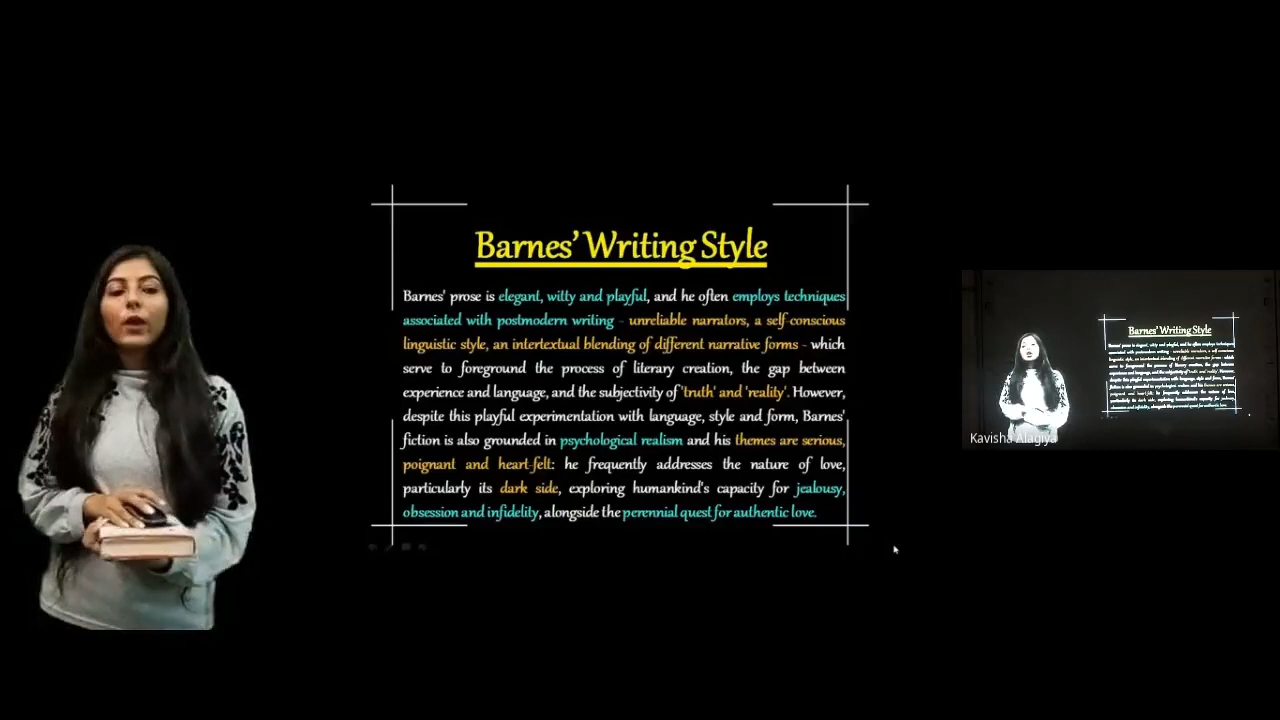 Barnes' Writing Style
Barnes' prose is elegant, witty and playful, and he often employs techniques
associated with postmodern writing - unreliable narrators, a self-conscious
linguistic style, an intertextual blending of different narrative forms - which
serve to foreground the process of literary creation, the gap between
experience and language, and the subjectivity of 'truth' and 'reality'. However,
despite this playful experimentation with language, style and form, Barnes'
fiction is also grounded in psychological realism and his themes are serious,
poignant and heart-felt: he frequently addresses the nature of love,
particularly its dark side, exploring humankind's capacity for jealousy,
obsession and infidelity, alongside the perennial quest for authentic love.
Barnes' Writing Style
Kavisha Alagiya